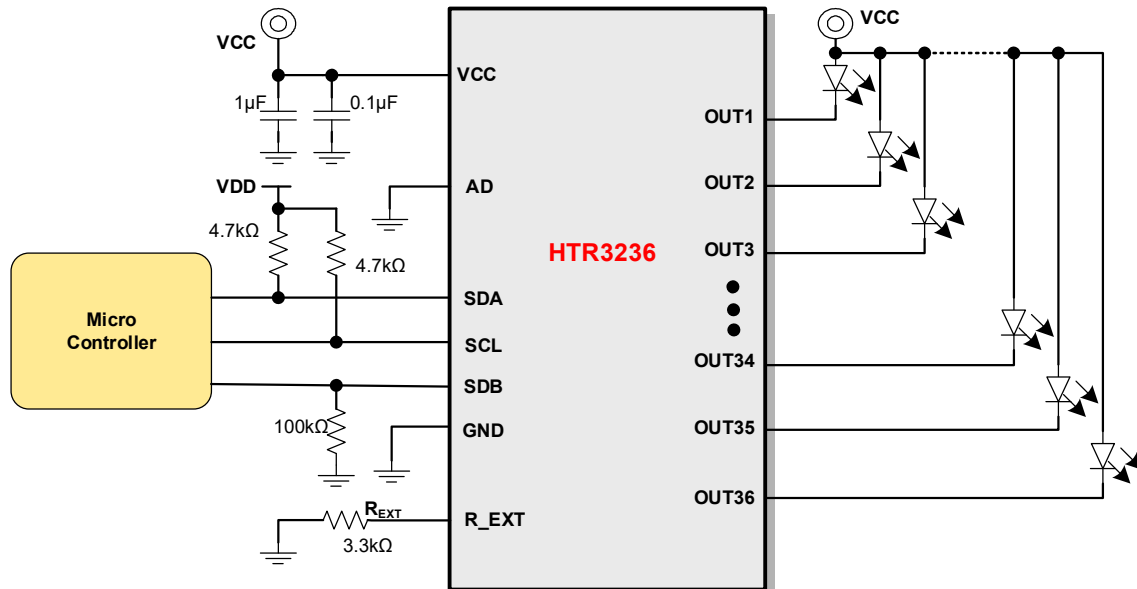 VCC
VCC
1µF
0.1µF
VDD
4.7kΩ
4.7kΩ
Micro
Controller
100kΩ
R_EXT
3.3kΩ
VCC
AD
SDA
SCL
SDB
GND
R_EXT
HTR3236
OUT1
OUT2
OUT3
OUT34
OUT35
OUT36